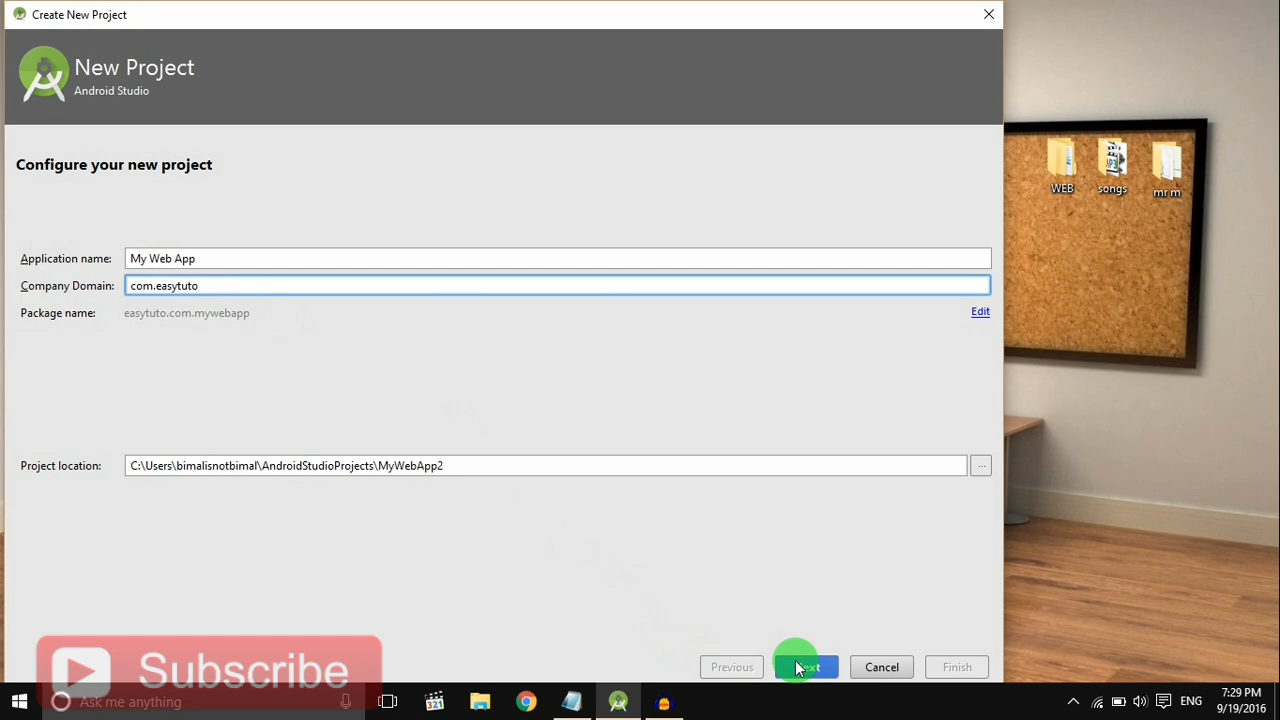 Create New Project
New Project
Android Studio
Configure your new project
Application name: My Web App
Company Domain: com.easytuto
Package name: easytuto.com.mywebapp Edit
Project location: C:\Users\bimalisnotbimal\AndroidStudioProjects\MyWebApp2 ...
Previous Next Cancel Finish
WEB songs mr m
Subscribe
Ask me anything
321
ENG
7:29 PM
9/19/2016